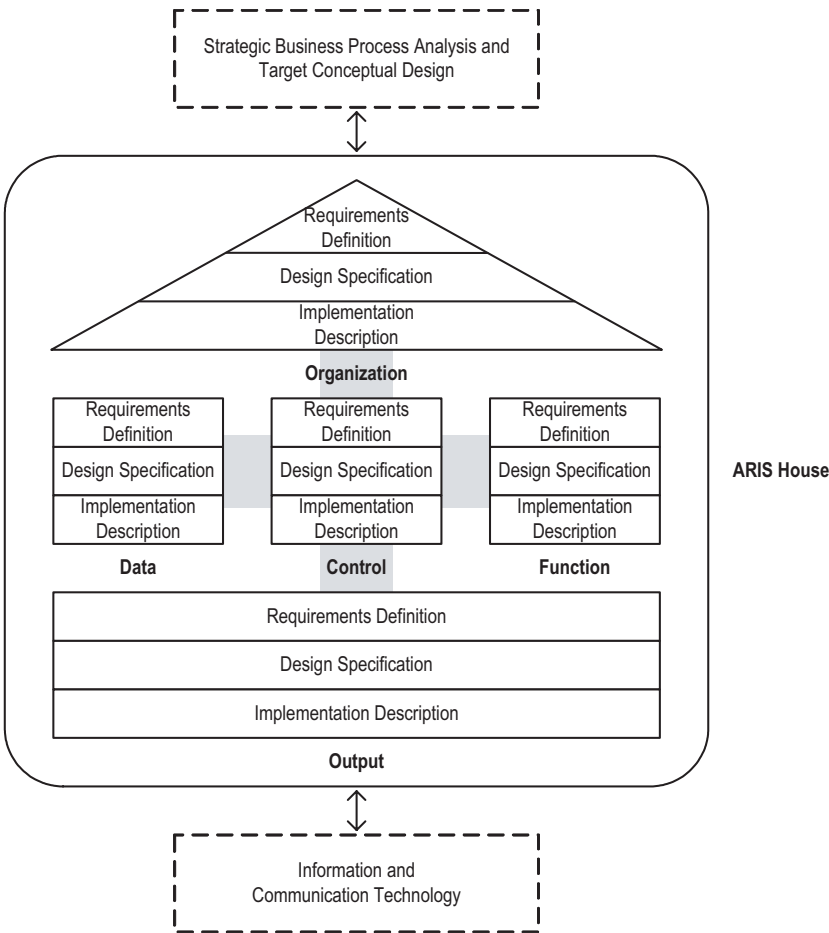 Strategic Business Process Analysis and
Target Conceptual Design
Requirements
Definition
Design Specification
Implementation
Description
Organization
Requirements
Definition
Design Specification
Implementation
Description
Data
Requirements
Definition
Design Specification
Implementation
Description
Control
Requirements
Definition
Design Specification
Implementation
Description
Function
ARIS House
Requirements Definition
Design Specification
Implementation Description
Output
Information and
Communication Technology